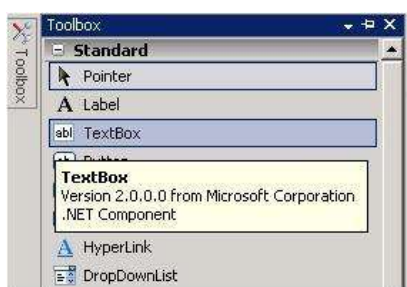 Toolbox
Toolbox
Standard
Pointer
A Label
abl TextBox
TextBox
Version 2.0.0.0 from Microsoft Corporation
.NET Component
A HyperLink
DropDownList